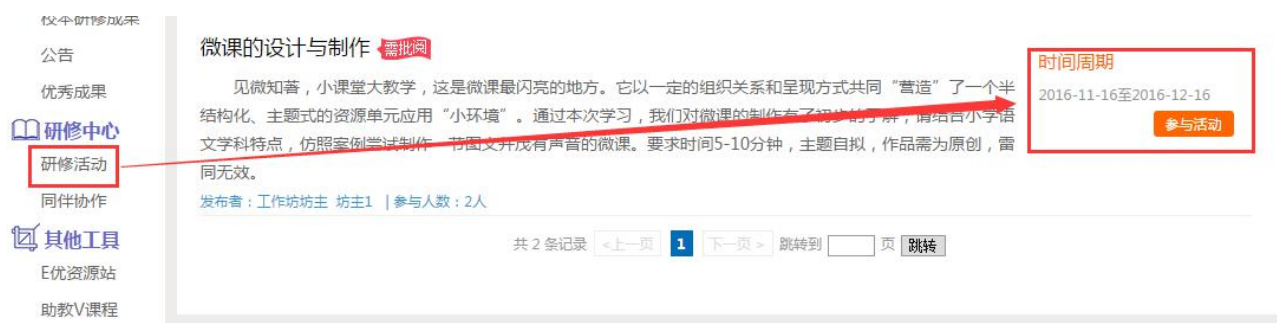 校本研修成果
公告
优秀成果
研修中心
研修活动
同伴协作
其他工具
E优资源站
助教V课程
微课的设计与制作 需批阅
见微知著，小课堂大教学，这是微课最闪亮的地方。它以一定的组织关系和呈现方式共同“营造”了一个半
结构化、主题式的资源单元应用“小环境”。通过本次学习，我们对微课的制作有了初步的了解，请结合小学语
文学科特点，仿照案例尝试制作一节图文并茂有声音的微课。要求时间5-10分钟，主题自拟，作品需为原创，雷
同无效。
发布者：工作坊坊主 坊主1 | 参与人数：2人
时间周期
2016-11-16至2016-12-16
参与活动
共 2 条记录 <上一页 1 下一页 > 跳转到 页 跳转